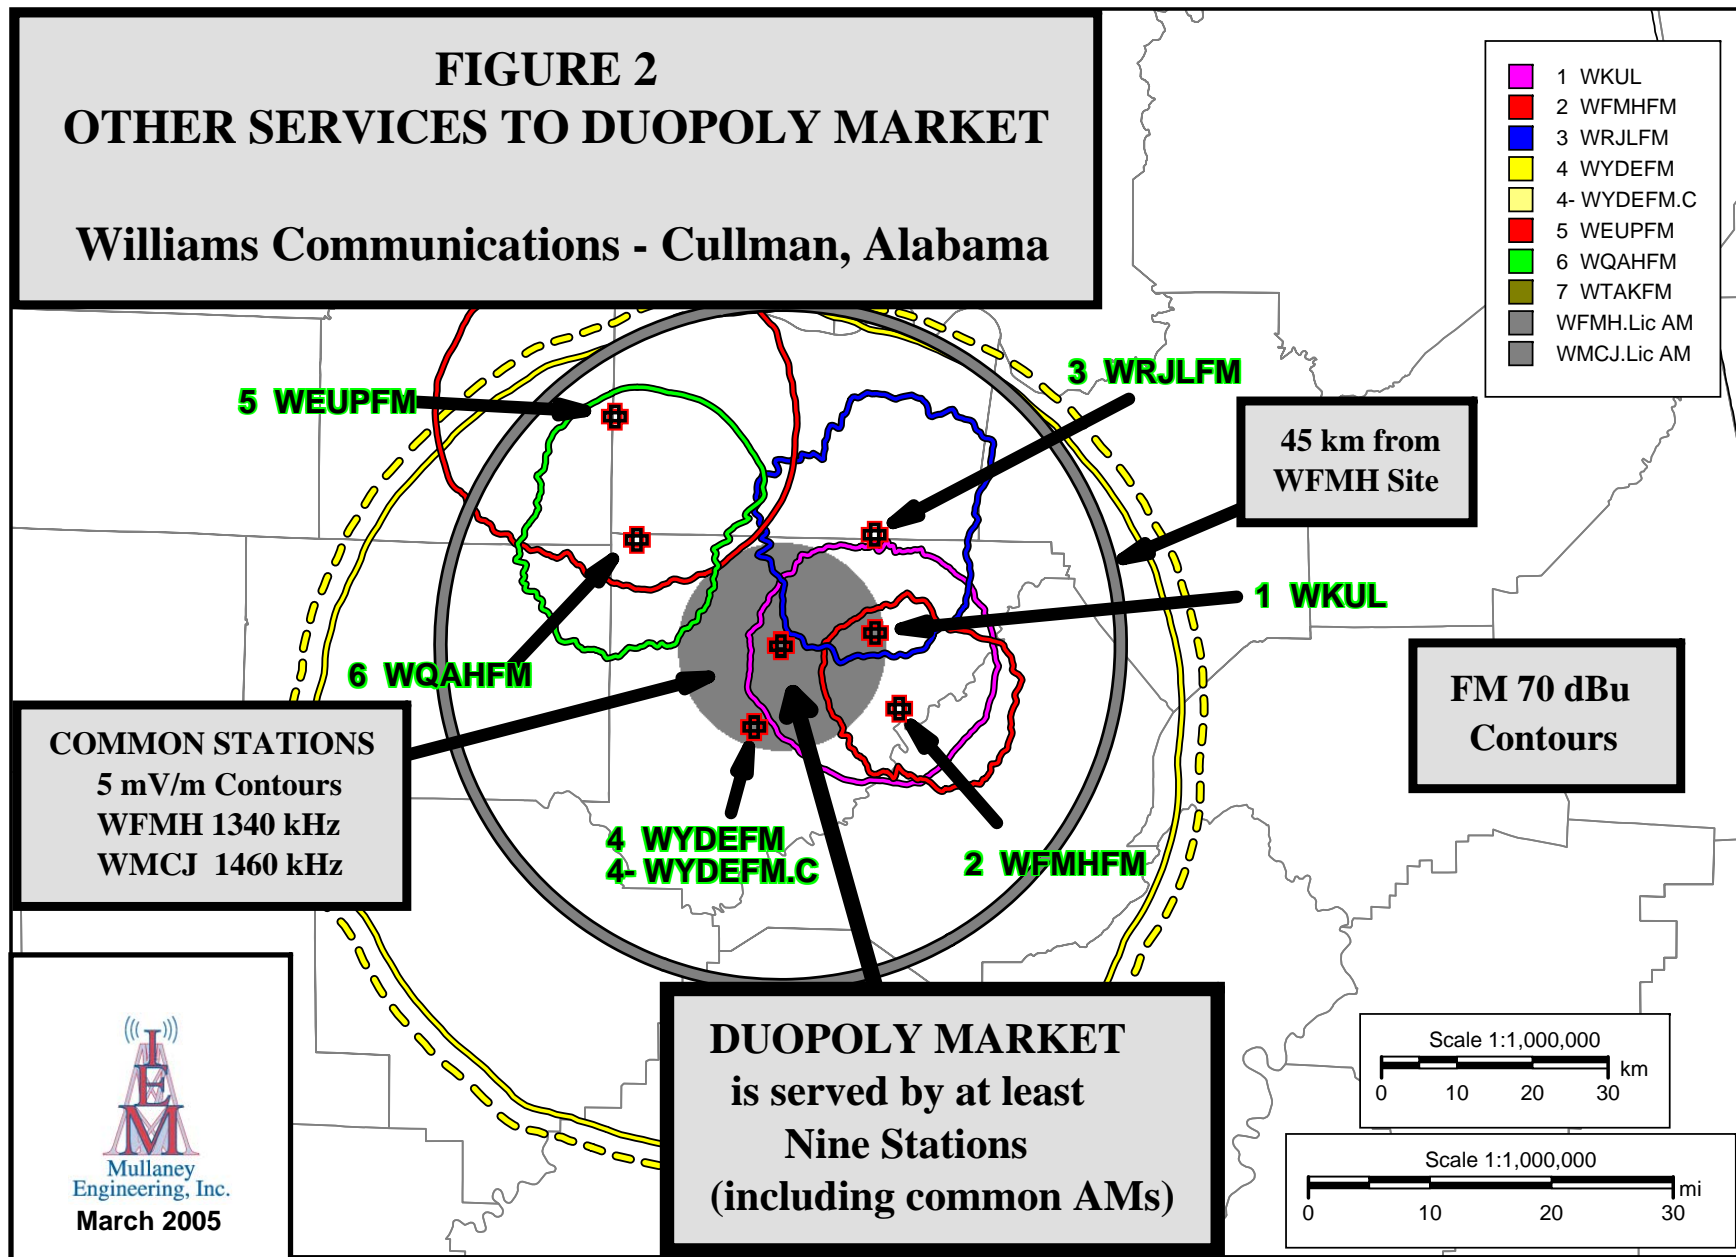 FIGURE 2
OTHER SERVICES TO DUOPOLY MARKET
Williams Communications - Cullman, Alabama
1 WKUL
2 WFMHFM
3 WRJLFM
4 WYDEFM
4- WYDEFM.C
5 WEUPFM
6 WQAHFM
7 WTAKFM
WFMH.Lic AM
WMCJ.Lic AM
3 WRJLFM
5 WEUPFM
45 km from
WFMH Site
1 WKUL
6 WQAHFM
FM 70 dBu
Contours
COMMON STATIONS
5 mV/m Contours
WFMH 1340 kHz
WMCJ 1460 kHz
4 WYDEFM
4- WYDEFM.C
2 WFMHFM
DUOPOLY MARKET
is served by at least
Nine Stations
(including common AMs)
IEM
Mullaney
Engineering, Inc.
March 2005
Scale 1:1,000,000
km
0 10 20 30
Scale 1:1,000,000
mi
0 10 20 30